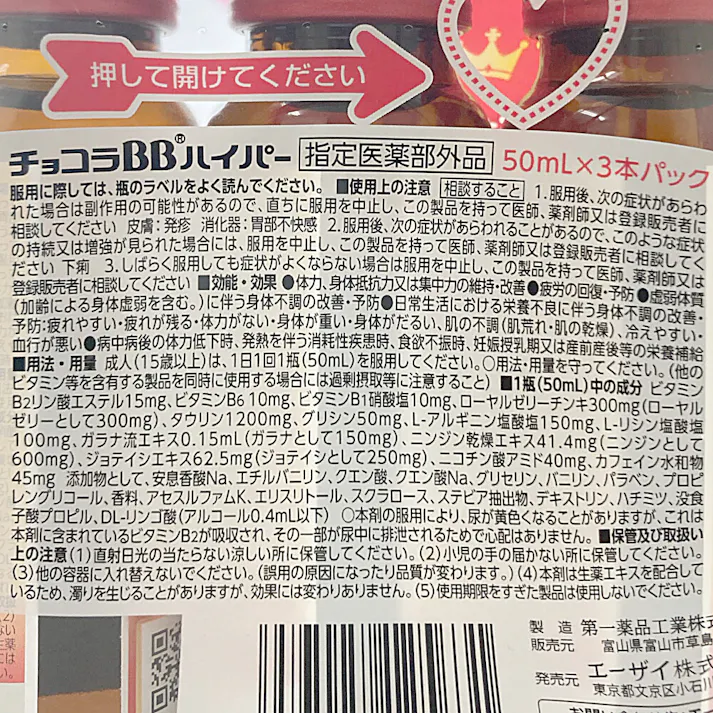 押して開けてください
チョコラBB®ハイパー 指定医薬部外品 50mL×3本パック
服用に際しては、瓶のラベルをよく読んでください。 ■使用上の注意 相談すること 1.服用後、次の症状があらわ
れた場合は副作用の可能性があるので、直ちに服用を中止し、この製品を持って医師、薬剤師又は登録販売者に
相談してください 皮膚:発疹 消化器:胃部不快感 2.服用後、次の症状があらわれることがあるので、このような症状
の持続又は増強が見られた場合には、服用を中止し、この製品を持って医師、薬剤師又は登録販売者に相談してく
ださい 下痢 3.しばらく服用しても症状がよくならない場合は服用を中止し、この製品を持って医師、薬剤師又は
登録販売者に相談してください ■効能・効果 ●体力、身体抵抗力又は集中力の維持・改善●疲労の回復・予防●虚弱体質
(加齢による身体虚弱を含む。)に伴う身体不調の改善・予防●日常生活における栄養不良に伴う身体不調の改善・
予防:疲れやすい・疲れが残る・体力がない・身体が重い・身体がだるい、肌の不調(肌荒れ・肌の乾燥)、冷えやすい・
血行が悪い●病中病後の体力低下時、発熱を伴う消耗性疾患時、食欲不振時、妊娠授乳期又は産前産後等の栄養補給
■用法・用量 成人(15歳以上)は、1日1回1瓶(50mL)を服用してください。○用法・用量を守ってください。(他の
ビタミン等を含有する製品を同時に使用する場合には過剰摂取等に注意すること) ■1瓶(50mL)中の成分 ビタミン
B2リン酸エステル15mg、ビタミンB6 10mg、ビタミンB1硝酸塩10mg、ローヤルゼリーチンキ300mg(ローヤル
ゼリーとして300mg)、タウリン1200mg、グリシン50mg、L-アルギニン塩酸塩150mg、L-リシン塩酸塩
100mg、ガラナ流エキス0.15mL(ガラナとして150mg)、ニンジン乾燥エキス41.4mg(ニンジンとして
600mg)、ジョテイシエキス62.5mg(ジョテイシとして250mg)、ニコチン酸アミド40mg、カフェイン水和物
45mg 添加物として、安息香酸Na、エチルバニリン、クエン酸、クエン酸Na、グリセリン、バニリン、パラベン、プロピ
レングリコール、香料、アセスルファムK、エリスリトール、スクラロース、ステビア抽出物、デキストリン、ハチミツ、没食
子酸プロピル、DL-リンゴ酸(アルコール0.4mL以下) ○本剤の服用により、尿が黄色くなることがありますが、これは
本剤に含まれているビタミンB2が吸収され、その一部が尿中に排泄されるためで心配はありません。■保管及び取扱い
上の注意(1)直射日光の当たらない涼しい所に保管してください。(2)小児の手の届かない所に保管してください。
(3)他の容器に入れ替えないでください。(誤用の原因になったり品質が変わります。)(4)本剤は生薬エキスを配合して
いるため、濁りを生じることがありますが、効果には変わりありません。(5)使用期限をすぎた製品は使用しないでください。
製造 第一薬品工業株式
販売元 富山県富山市草島
発売元 エーザイ株式
東京都文京区小石川